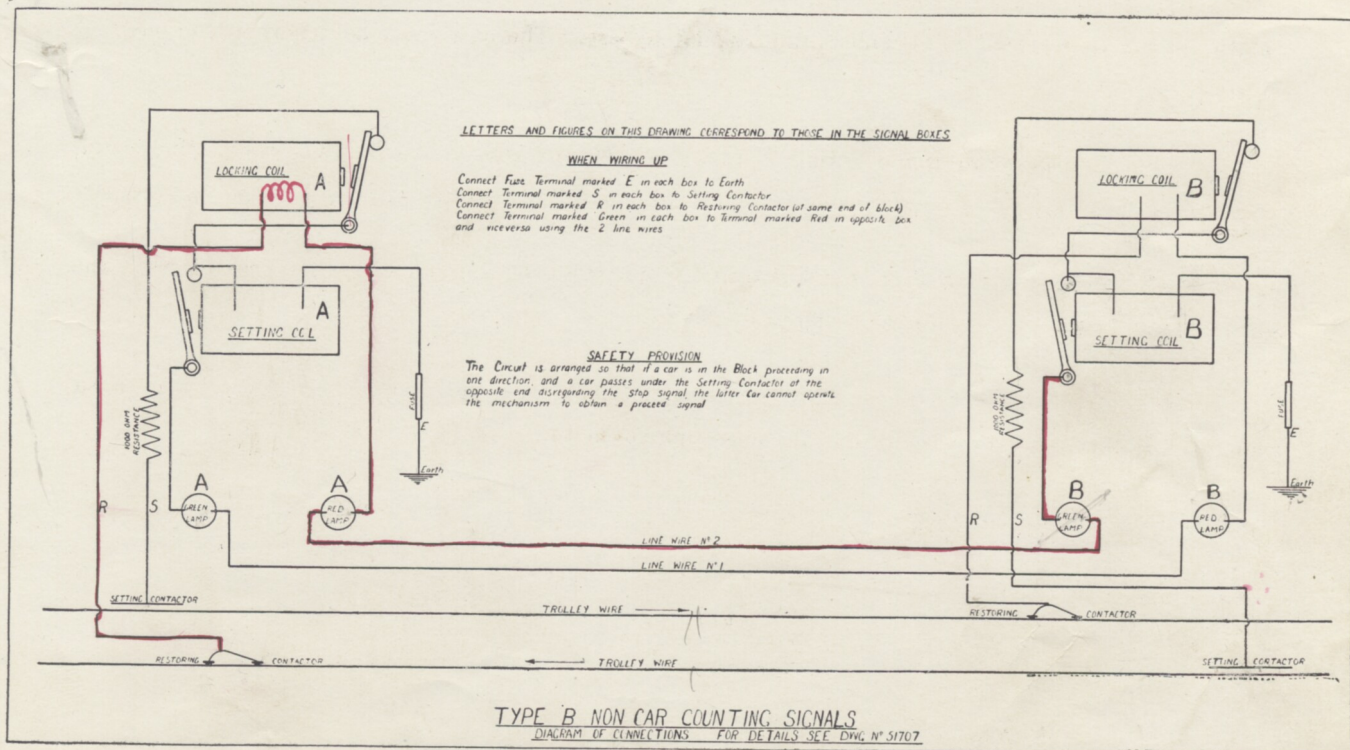 LETTERS AND FIGURES ON THIS DRAWING CORRESPOND TO THOSE IN THE SIGNAL BOXES
WHEN WIRING UP
Connect Fuse Terminal marked E in each box to Earth
Connect Terminal marked S in each box to Setting Contactor
Connect Terminal marked R in each box to Restoring Contactor (at same end of block)
Connect Terminal marked Green in each box to Terminal marked Red in opposite box
and viceversa using the 2 line wires
LOCKING COIL A
A
SETTING COIL
1000 OHM
RESISTANCE
FUSE
E
Earth
R
S
A
GREEN
LAMP
A
RED
LAMP
SAFETY PROVISION
The Circuit is arranged so that if a car is in the Block proceeding in
one direction, and a car passes under the Setting Contactor at the
opposite end disregarding the stop signal, the latter Car cannot operate
the mechanism to obtain a proceed signal
LOCKING COIL B
B
SETTING COIL
1000 OHM
RESISTANCE
FUSE
E
Earth
R
S
B
GREEN
LAMP
B
RED
LAMP
LINE WIRE Nº 2
LINE WIRE Nº 1
SETTING CONTACTOR
TROLLEY WIRE
RESTORING CONTACTOR
RESTORING CONTACTOR
TROLLEY WIRE
SETTING CONTACTOR
TYPE B NON CAR COUNTING SIGNALS
DIAGRAM OF CONNECTIONS FOR DETAILS SEE DWG Nº 51707